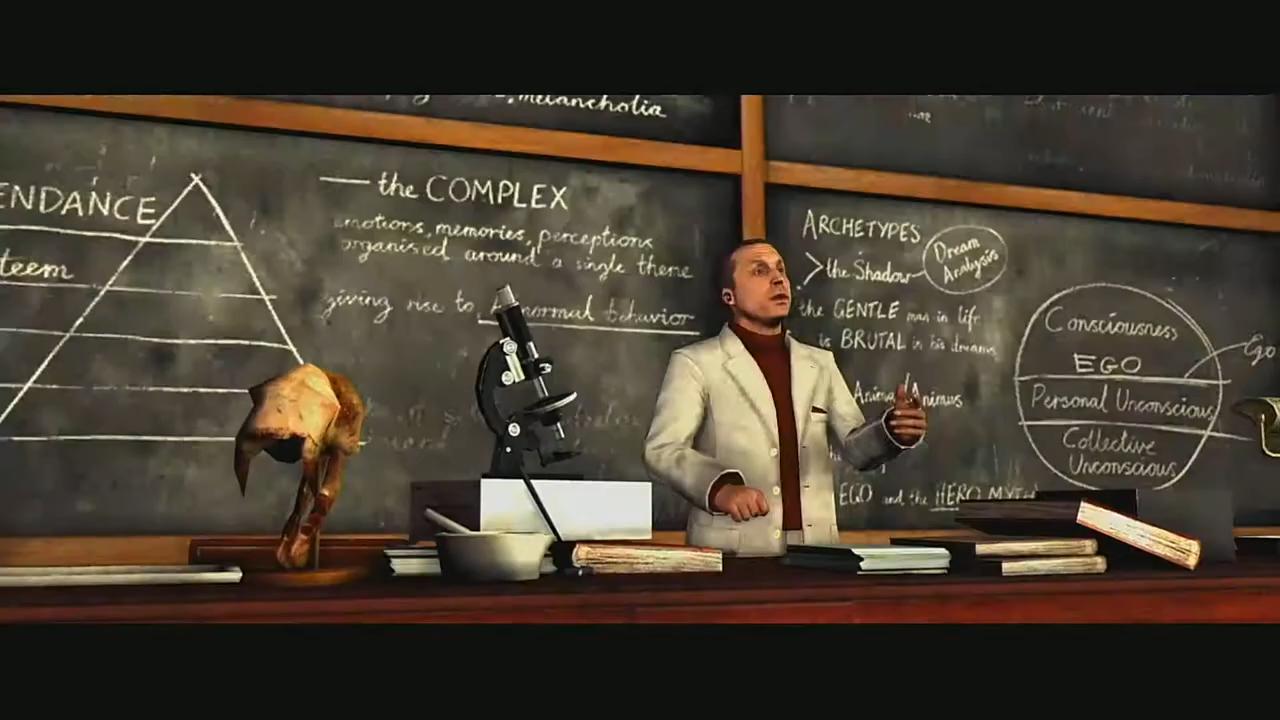 melancholia
ENDANCE
teem
the COMPLEX
emotions, memories, perceptions
organised around a single theme
giving rise to
normal behavior
ARCHETYPES
the Shadow
Dream
Analysis
the GENTLE man in life
is BRUTAL in his dreams
Anima/Animus
EGO and the HERO MYTH
Consciousness
EGO
Personal Unconscious
Collective
Unconscious
Ego